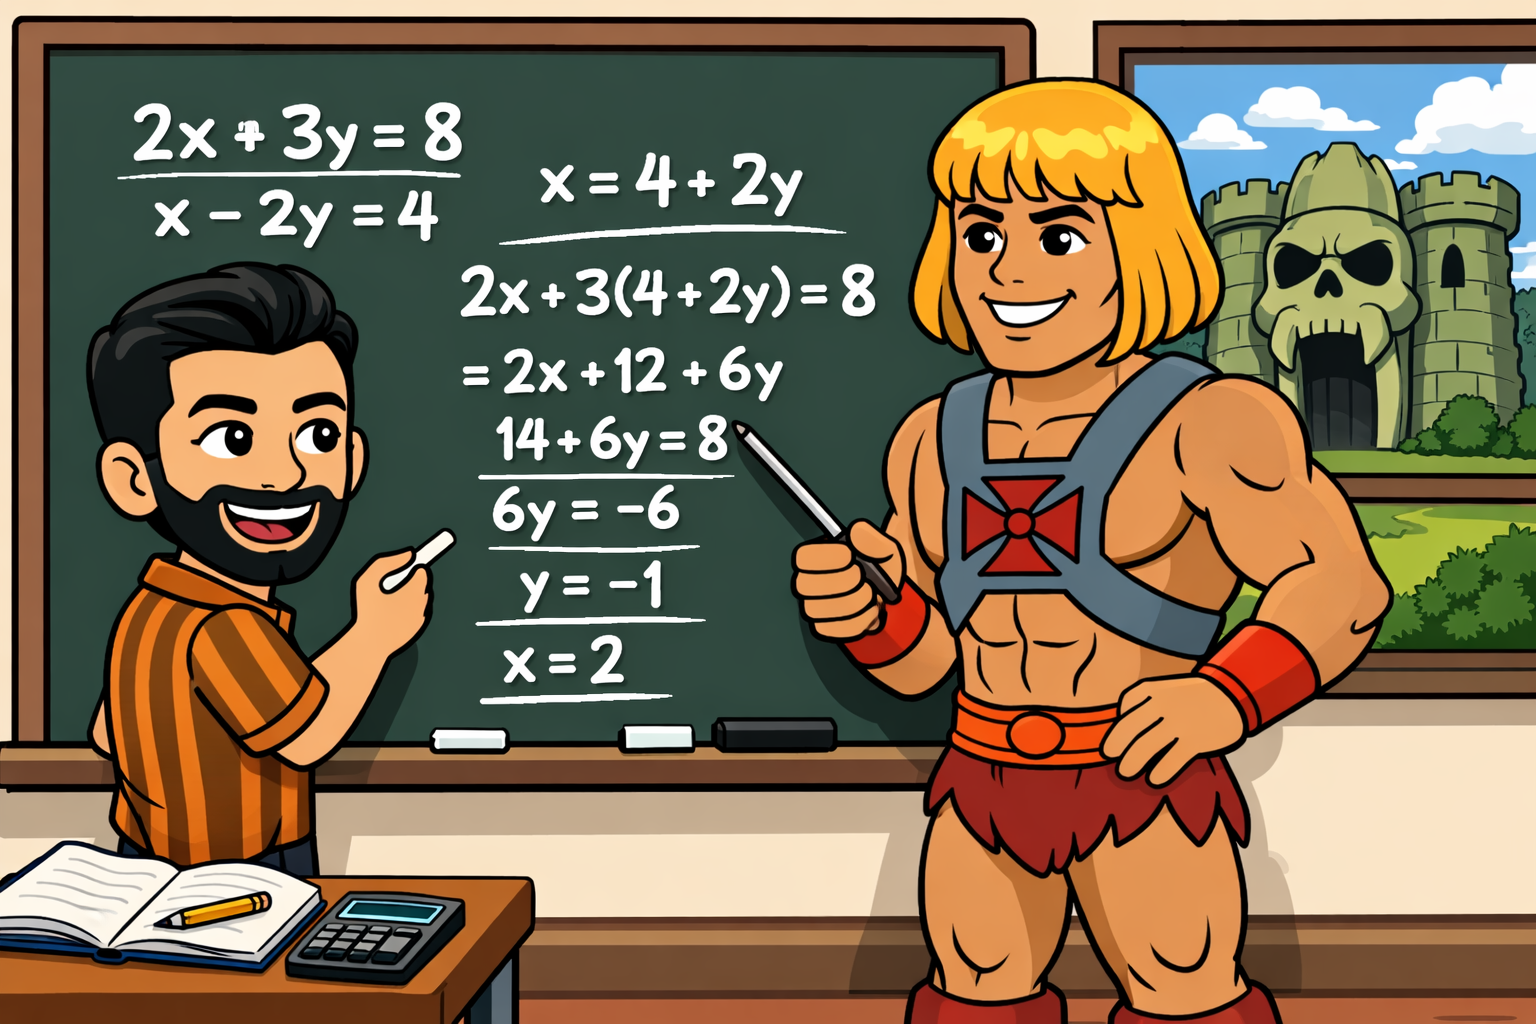 2x + 3y = 8
x − 2y = 4
x = 4 + 2y
2x + 3(4 + 2y) = 8
= 2x + 12 + 6y
14 + 6y = 8
6y = −6
y = −1
x = 2